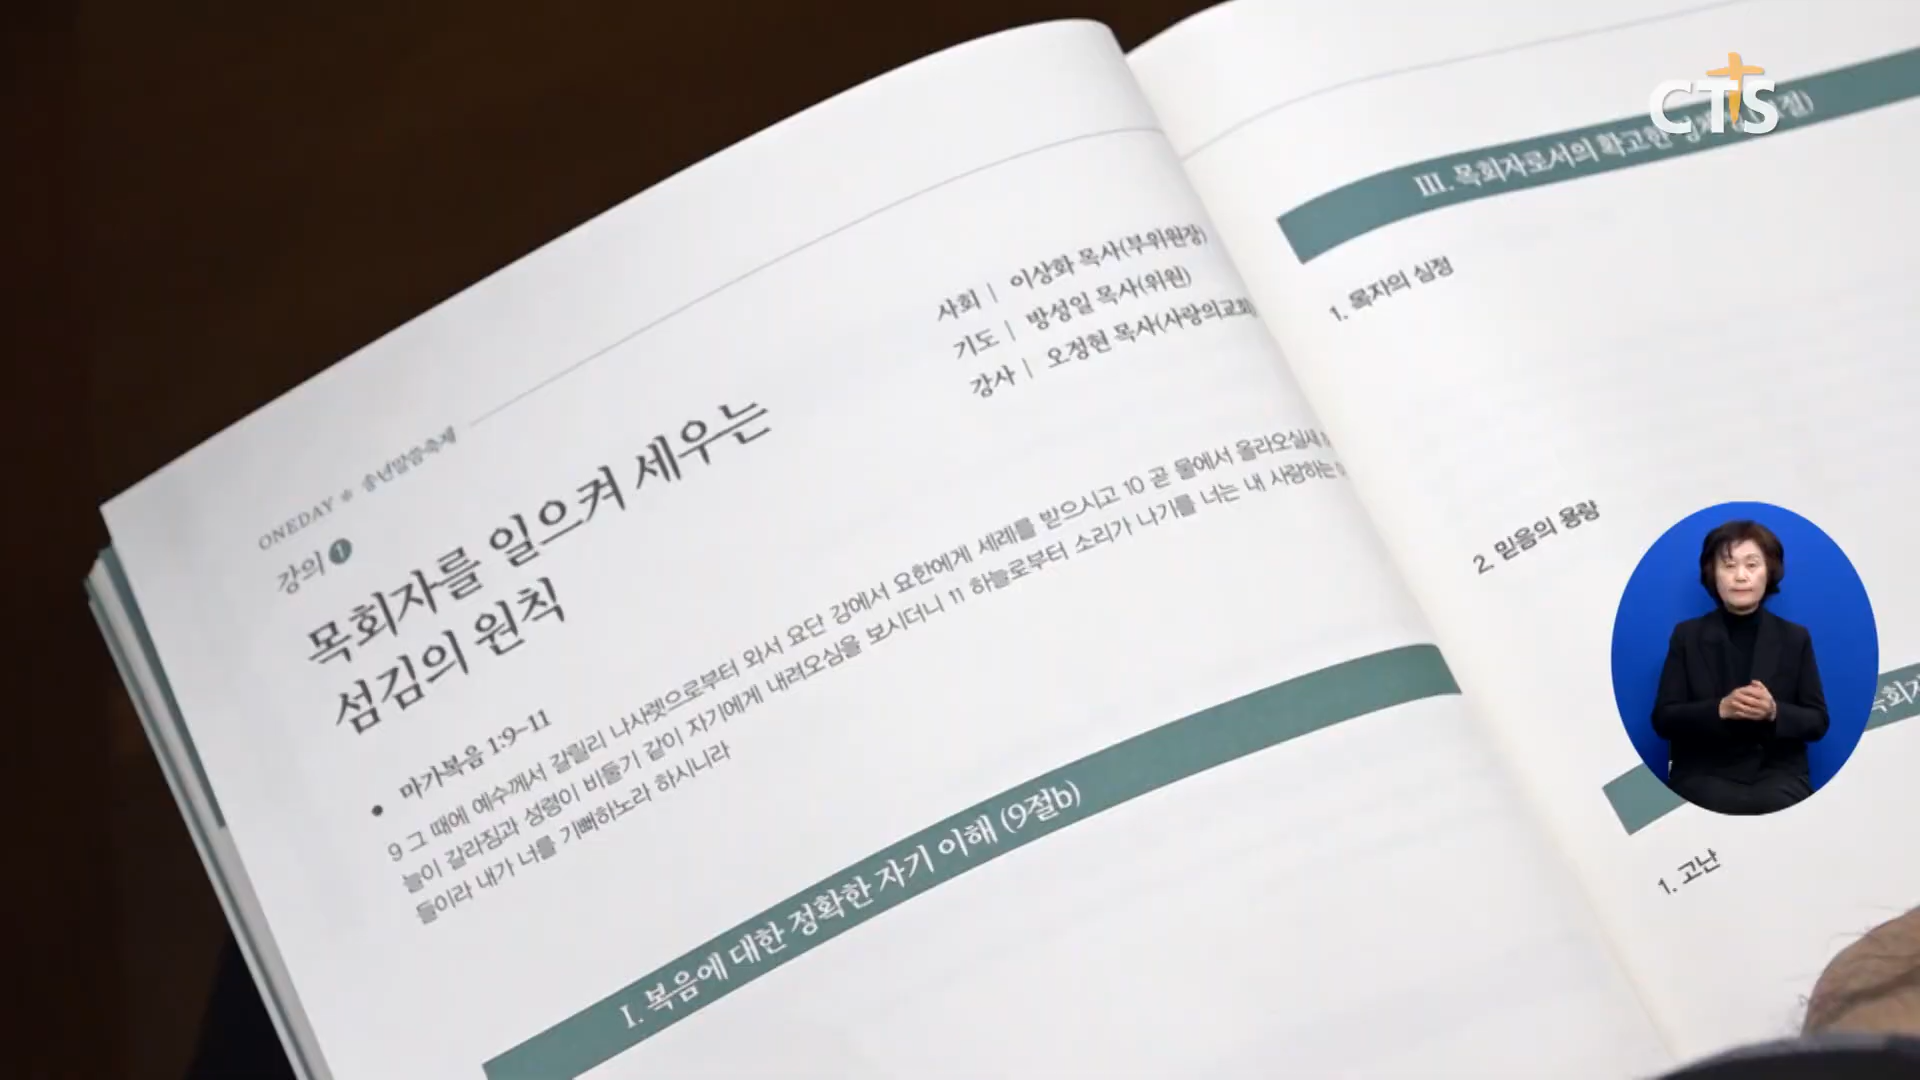 ONEDAY 송년말씀축제
강의 1
목회자를 일으켜 세우는
섬김의 원칙
사회 | 이상화 목사(부위원장)
기도 | 방성일 목사(위원)
강사 | 오정현 목사(사랑의교회)
• 마가복음 1:9-11
9 그 때에 예수께서 갈릴리 나사렛으로부터 와서 요단 강에서 요한에게 세례를 받으시고 10 곧 물에서 올라오실새
늘이 갈라짐과 성령이 비둘기 같이 자기에게 내려오심을 보시더니 11 하늘로부터 소리가 나기를 너는 내 사랑하는
들이라 내가 너를 기뻐하노라 하시니라
I. 복음에 대한 정확한 자기 이해 (9절b)
III. 목회자로서의 확고한
1. 목자의 심정
2. 믿음의 용량
목회자
1. 고난
CTS